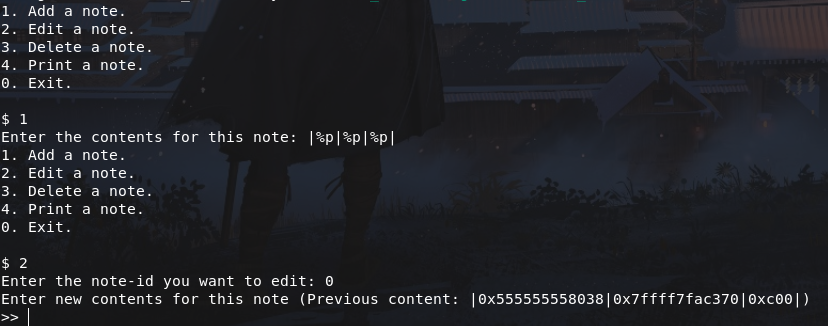 1. Add a note.
2. Edit a note.
3. Delete a note.
4. Print a note.
0. Exit.
$ 1
Enter the contents for this note: |%p|%p|%p|
1. Add a note.
2. Edit a note.
3. Delete a note.
4. Print a note.
0. Exit.
$ 2
Enter the note-id you want to edit: 0
Enter new contents for this note (Previous content: |0x555555558038|0x7ffff7fac370|0xc00|)
>>